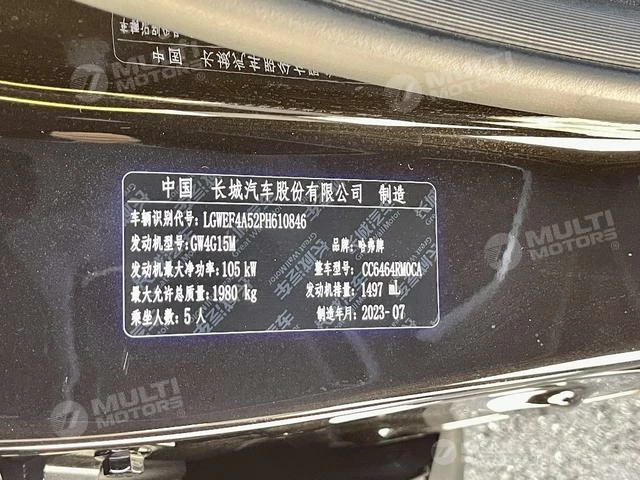 中国 长城汽车股份有限公司 制造
车辆识别代号: LGWEF4A52PH610846
发动机型号: GW4G15M 品牌: 哈弗牌
发动机最大净功率: 105 kW 整车型号: CC6464RM0CA
最大允许总质量: 1980 kg 发动机排量: 1497 mL
乘坐人数: 5 人 制造年月: 2023-07
MULTI
MOTORS
MULTI
MOTORS
MULTI
MOTORS
MULTI
MOTORS